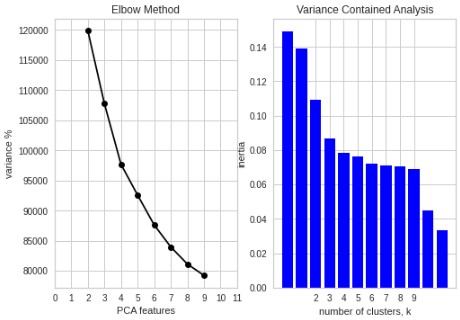 Elbow Method
variance %
120000
115000
110000
105000
100000
95000
90000
85000
80000
0 1 2 3 4 5 6 7 8 9 10 11
PCA features
Variance Contained Analysis
inertia
0.14
0.12
0.10
0.08
0.06
0.04
0.02
0.00
2 3 4 5 6 7 8 9
number of clusters, k